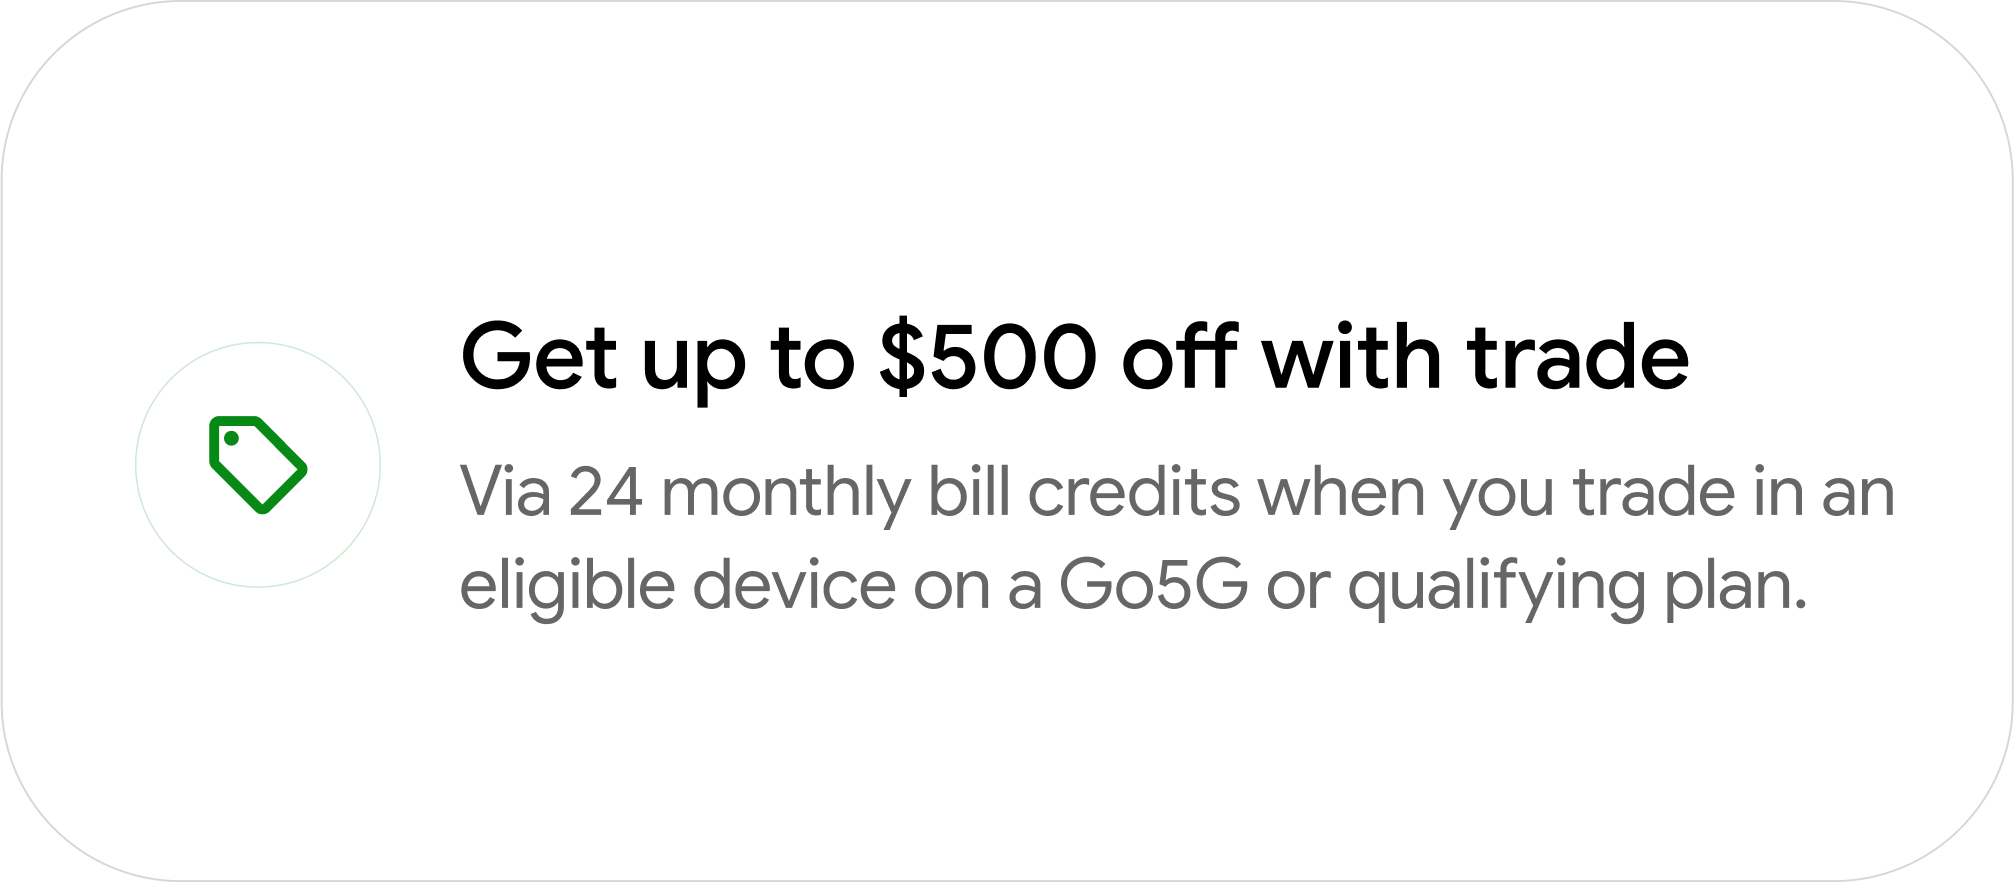 Get up to $500 off with trade
Via 24 monthly bill credits when you trade in an
eligible device on a Go5G or qualifying plan.